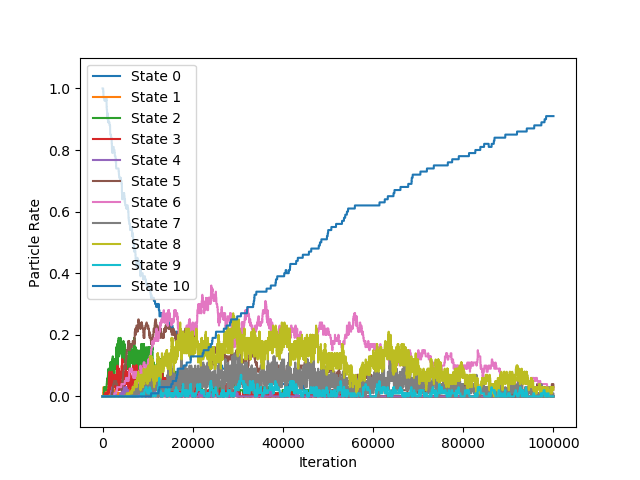 State 0
State 1
State 2
State 3
State 4
State 5
State 6
State 7
State 8
State 9
State 10
1.0
0.8
0.6
0.4
0.2
0.0
Particle Rate
0 20000 40000 60000 80000 100000
Iteration